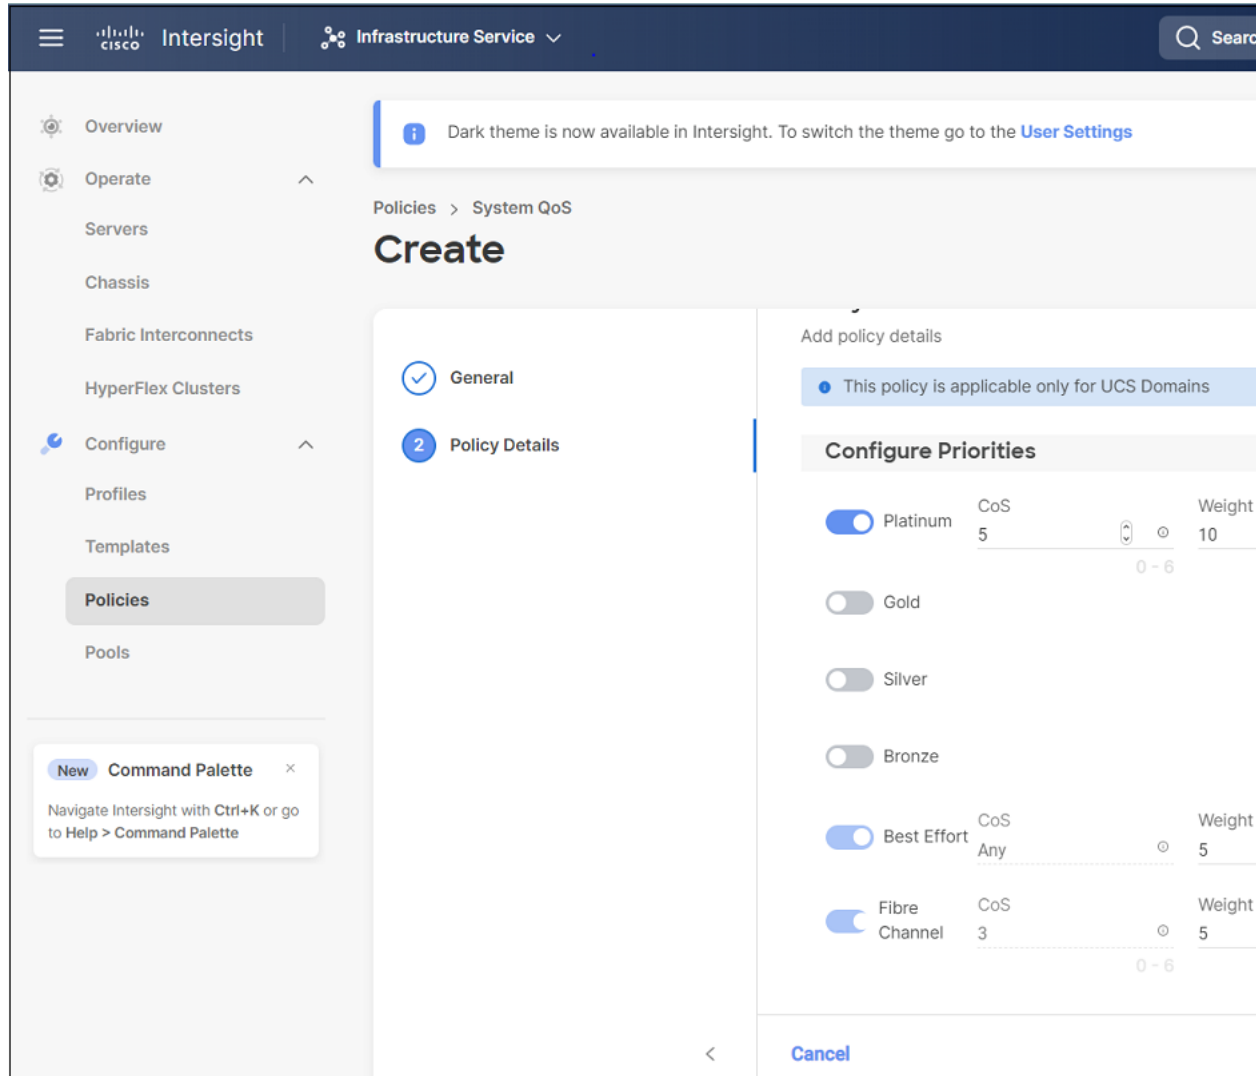 cisco Intersight Infrastructure Service
Overview
Operate
Servers
Chassis
Fabric Interconnects
HyperFlex Clusters
Configure
Profiles
Templates
Policies
Pools
New Command Palette
Navigate Intersight with Ctrl+K or go
to Help > Command Palette
Dark theme is now available in Intersight. To switch the theme go to the User Settings
Policies > System QoS
Create
General
2 Policy Details
Add policy details
This policy is applicable only for UCS Domains
Configure Priorities
Platinum
CoS
5
0 - 6
Weight
10
Gold
Silver
Bronze
Best Effort
CoS
Any
Weight
5
Fibre
Channel
CoS
3
0 - 6
Weight
5
Cancel